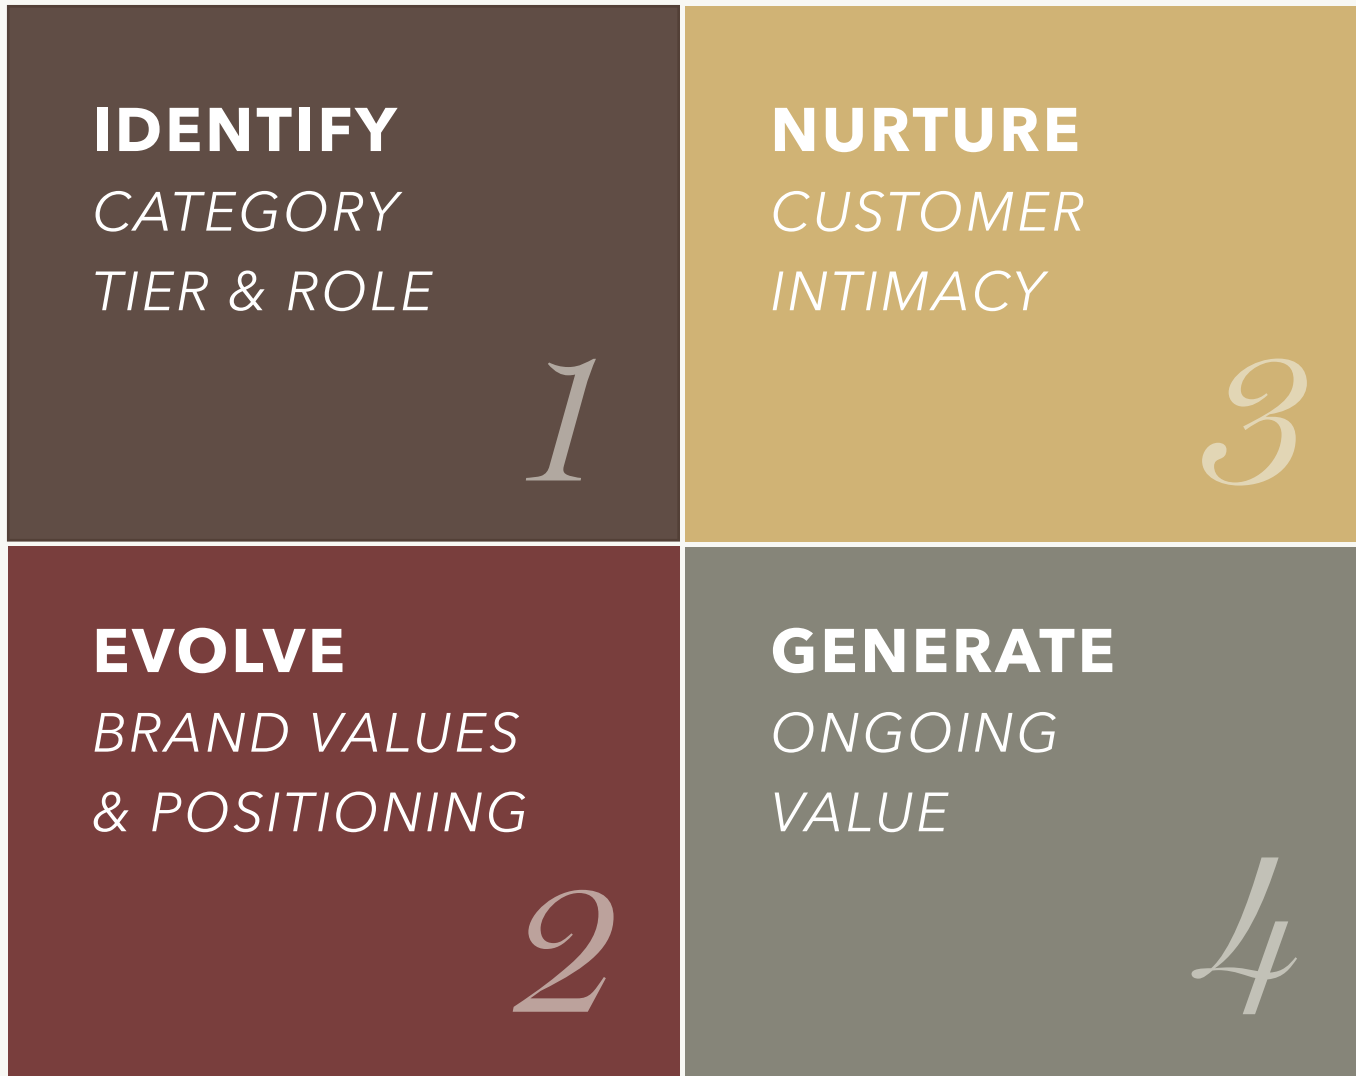 IDENTIFY
CATEGORY
TIER & ROLE
1
EVOLVE
BRAND VALUES
& POSITIONING
2
NURTURE
CUSTOMER
INTIMACY
3
GENERATE
ONGOING
VALUE
4